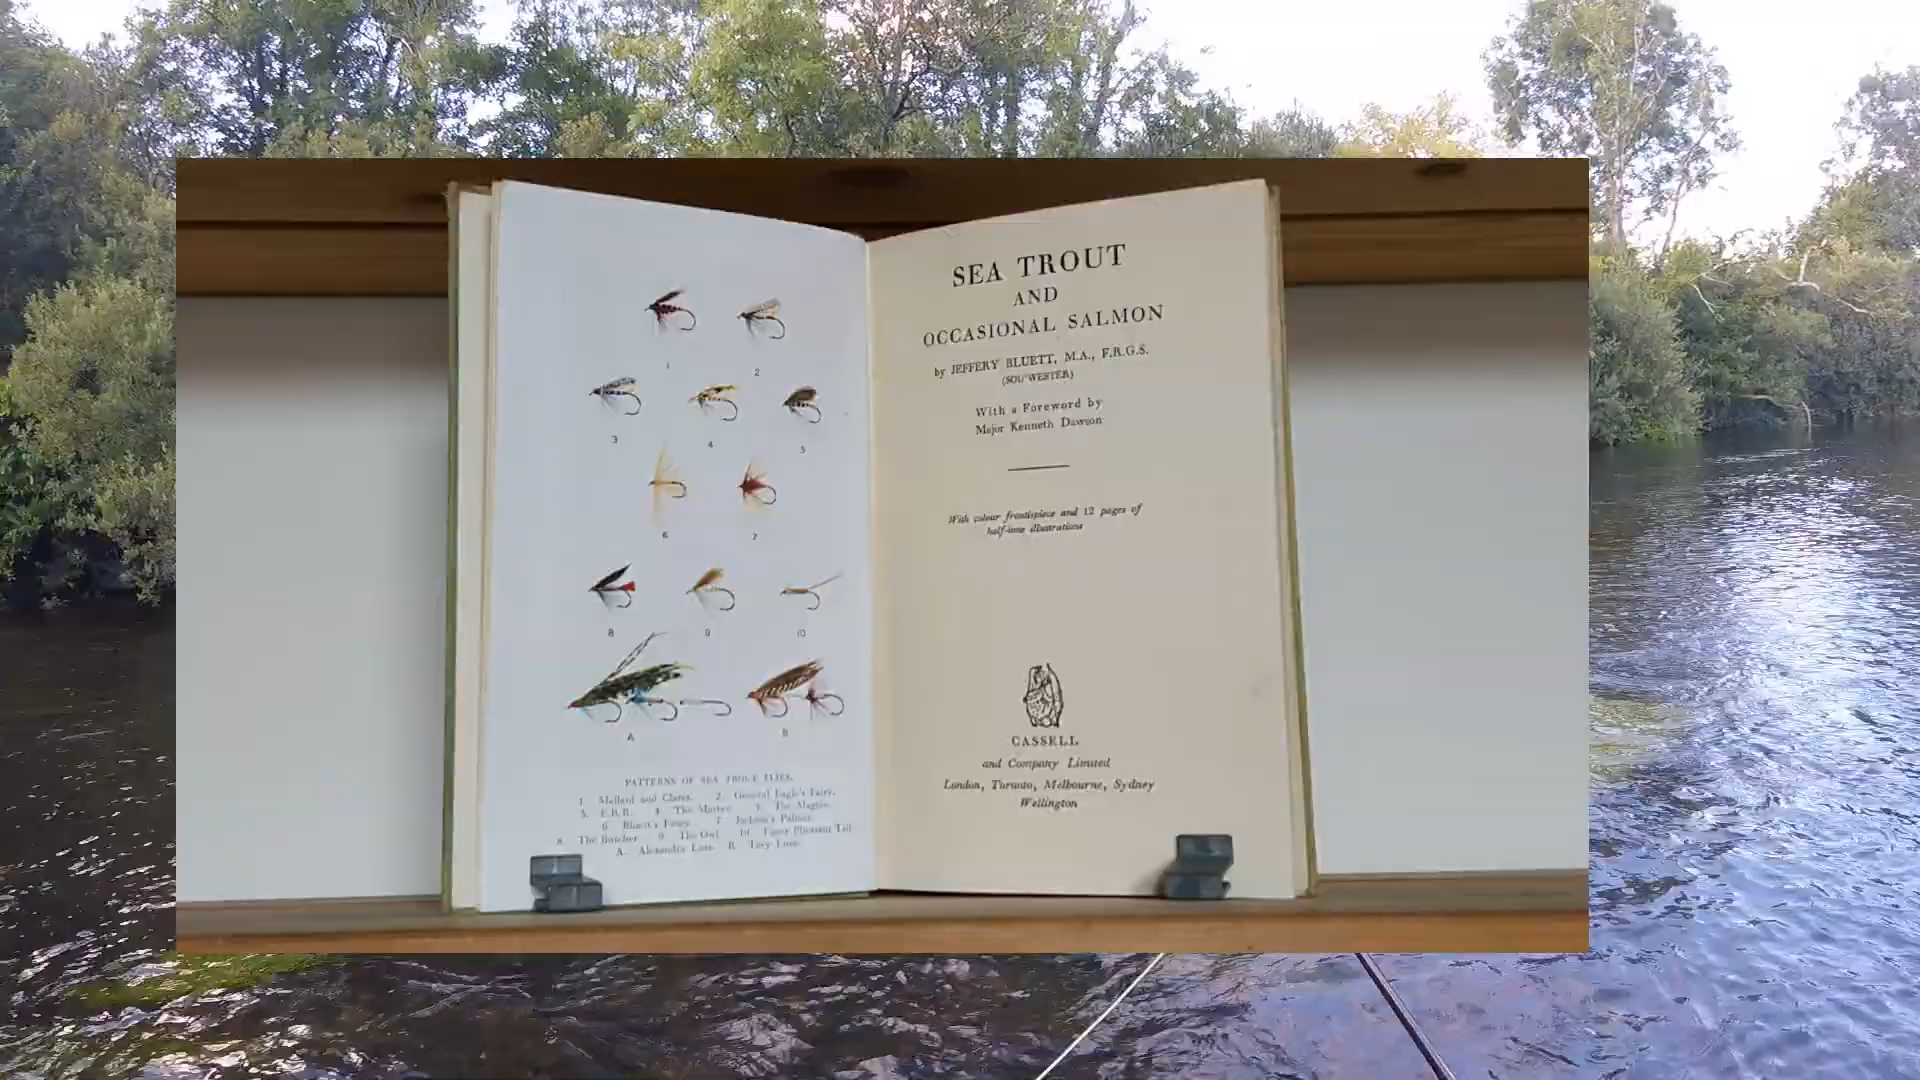 1
2
3
4
5
6
7
8
9
10
A
B
PATTERNS OF SEA TROUT FLIES.
1. Mallard and Claret. 2. General Eagle's Fairy.
3. E.B.R. 4. The Master. 5. The Magpie.
6. Bluett's Fancy. 7. Jackson's Palmer.
8. The Butcher. 9. The Owl. 10. Pheasant Tail.
A. Alexandra Lure. B. Lure.
SEA TROUT
AND
OCCASIONAL SALMON
by JEFFERY BLUETT, M.A., F.R.G.S.
(SOU'WESTER)
With a Foreword by
Major Kenneth Dawson
With colour frontispiece and 12 pages of
half-tone illustrations
CASSELL
and Company Limited
London, Toronto, Melbourne, Sydney
Wellington